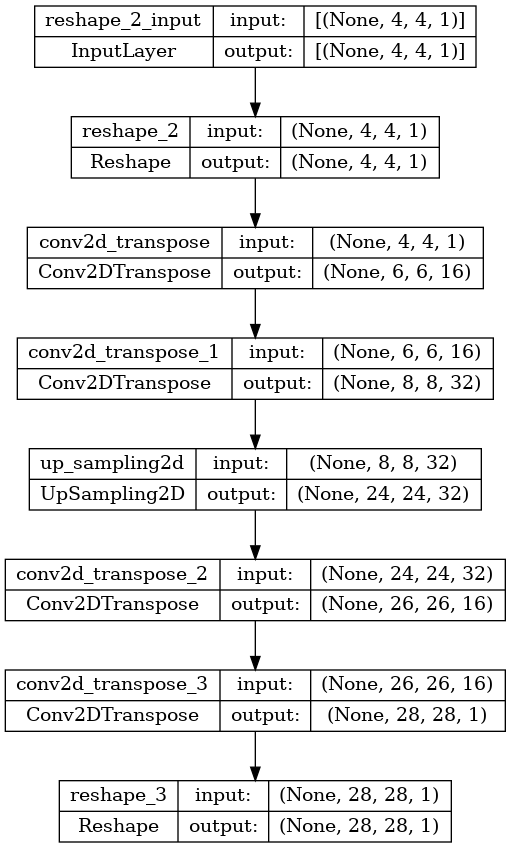 reshape_2_input input: [(None, 4, 4, 1)]
InputLayer output: [(None, 4, 4, 1)]
reshape_2 input: (None, 4, 4, 1)
Reshape output: (None, 4, 4, 1)
conv2d_transpose input: (None, 4, 4, 1)
Conv2DTranspose output: (None, 6, 6, 16)
conv2d_transpose_1 input: (None, 6, 6, 16)
Conv2DTranspose output: (None, 8, 8, 32)
up_sampling2d input: (None, 8, 8, 32)
UpSampling2D output: (None, 24, 24, 32)
conv2d_transpose_2 input: (None, 24, 24, 32)
Conv2DTranspose output: (None, 26, 26, 16)
conv2d_transpose_3 input: (None, 26, 26, 16)
Conv2DTranspose output: (None, 28, 28, 1)
reshape_3 input: (None, 28, 28, 1)
Reshape output: (None, 28, 28, 1)